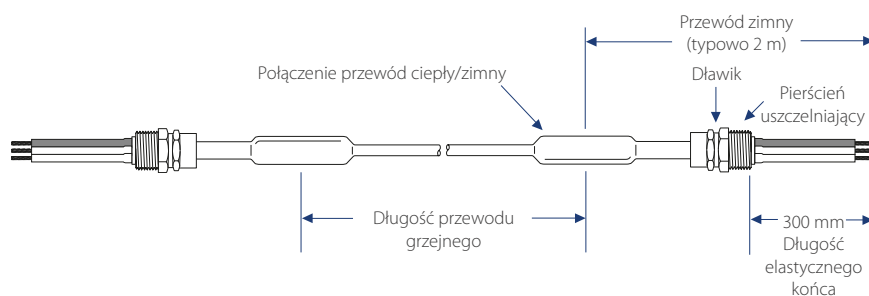 Przewód zimny
(typowo 2 m)
Połączenie przewód ciepły/zimny
Dławik
Pierścień
uszczelniający
Długość przewodu
grzejnego
300 mm
Długość
elastycznego
końca